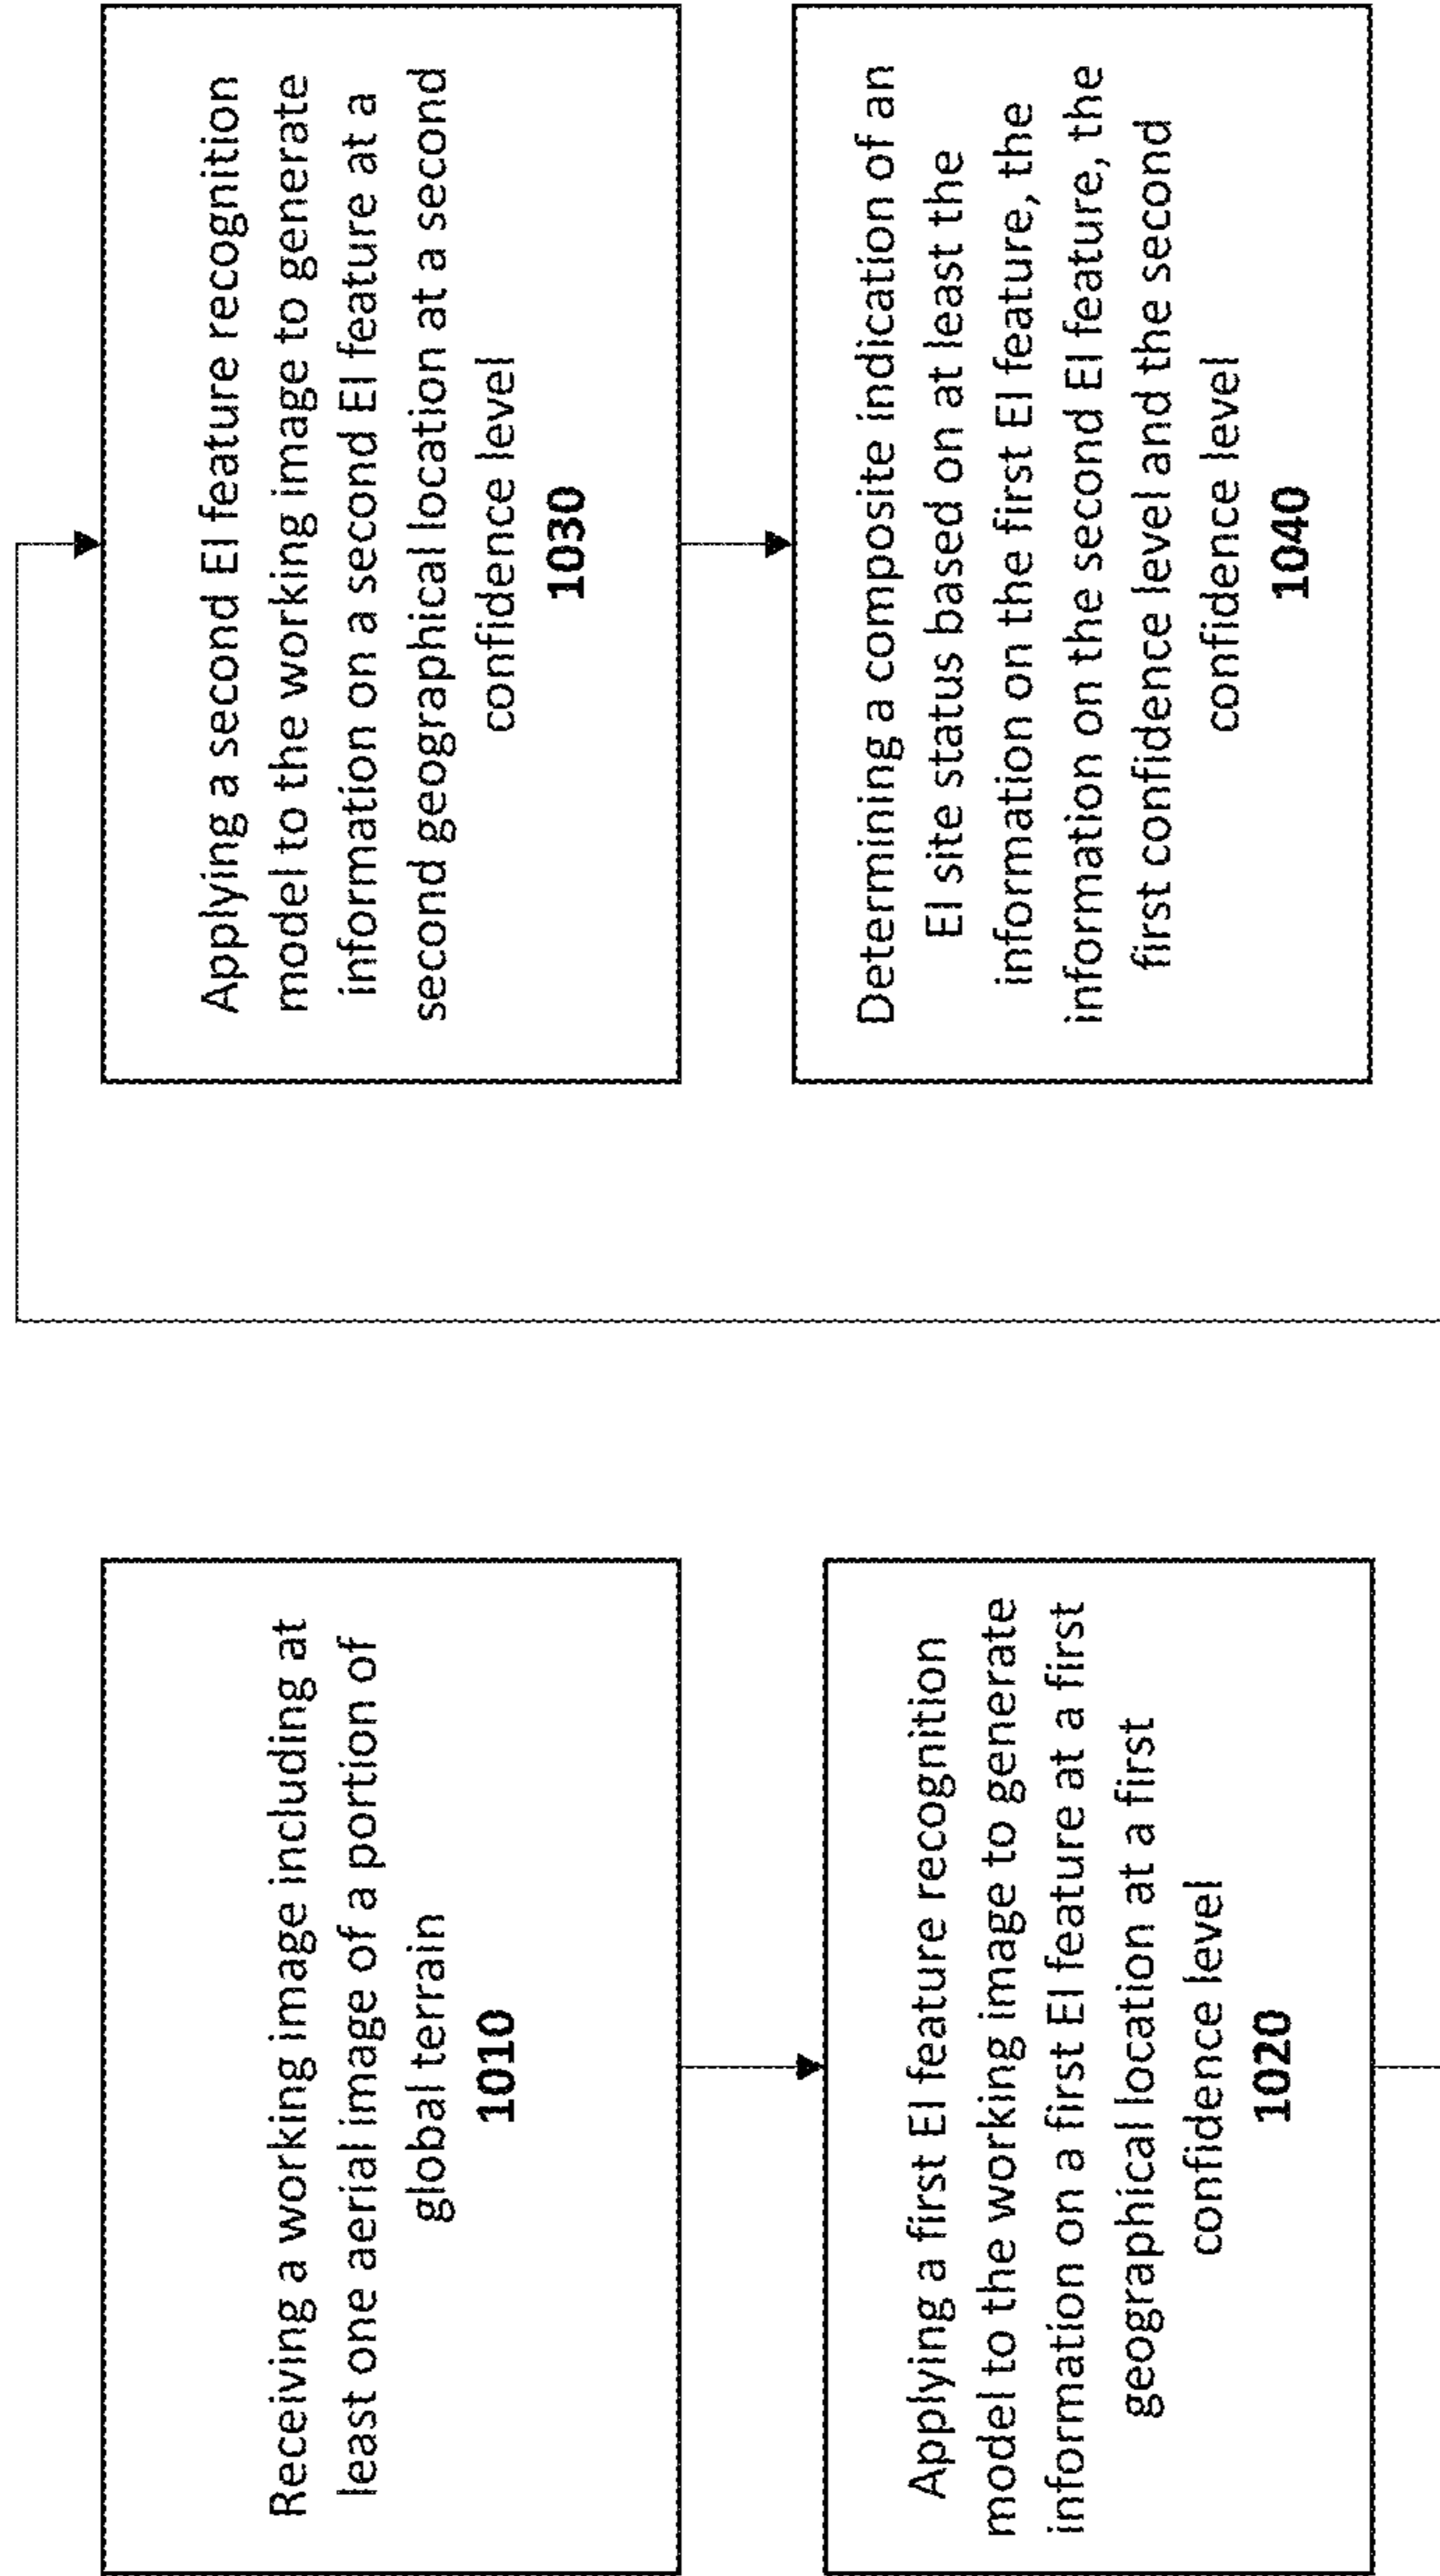 Receiving a working image including at
least one aerial image of a portion of
global terrain
1010
Applying a first EI feature recognition
model to the working image to generate
information on a first EI feature at a first
geographical location at a first
confidence level
1020
Applying a second EI feature recognition
model to the working image to generate
information on a second EI feature at a
second geographical location at a second
confidence level
1030
Determining a composite indication of an
EI site status based on at least the
information on the first EI feature, the
information on the second EI feature, the
first confidence level and the second
confidence level
1040